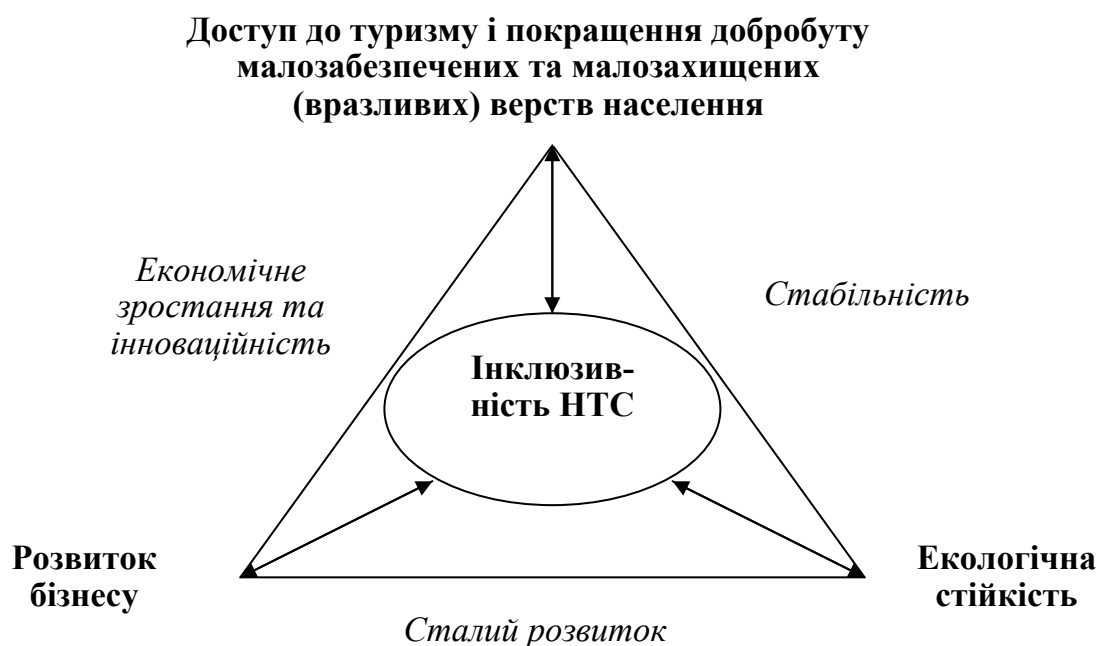 Доступ до туризму і покращення добробуту
малозабезпечених та малозахищених
(вразливих) верств населення
Економічне
зростання та
інноваційність
Стабільність
Інклюзив-
ність НТС
Розвиток
бізнесу
Екологічна
стійкість
Сталий розвиток